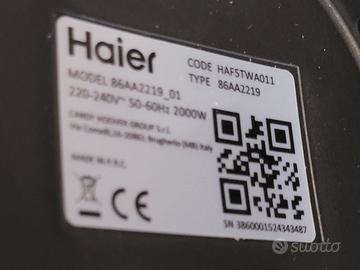 Haier
CODE HAF5TWA011
MODEL 86AA2219_01 TYPE 86AA2219
220-240V~ 50-60Hz 2000W
CANDY HOOVER GROUP S.r.l.
Via Comolli, 16-20861, Brugherio (MB) Italy
MADE IN P.R.C.
CE
SN 3860001524343487
subito